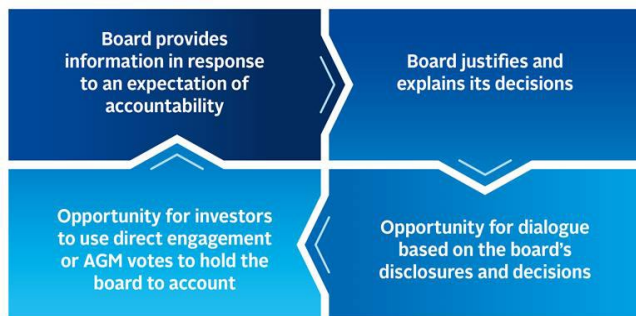 Board provides
information in response
to an expectation of
accountability
Board justifies and
explains its decisions
Opportunity for investors
to use direct engagement
or AGM votes to hold the
board to account
Opportunity for dialogue
based on the board's
disclosures and decisions